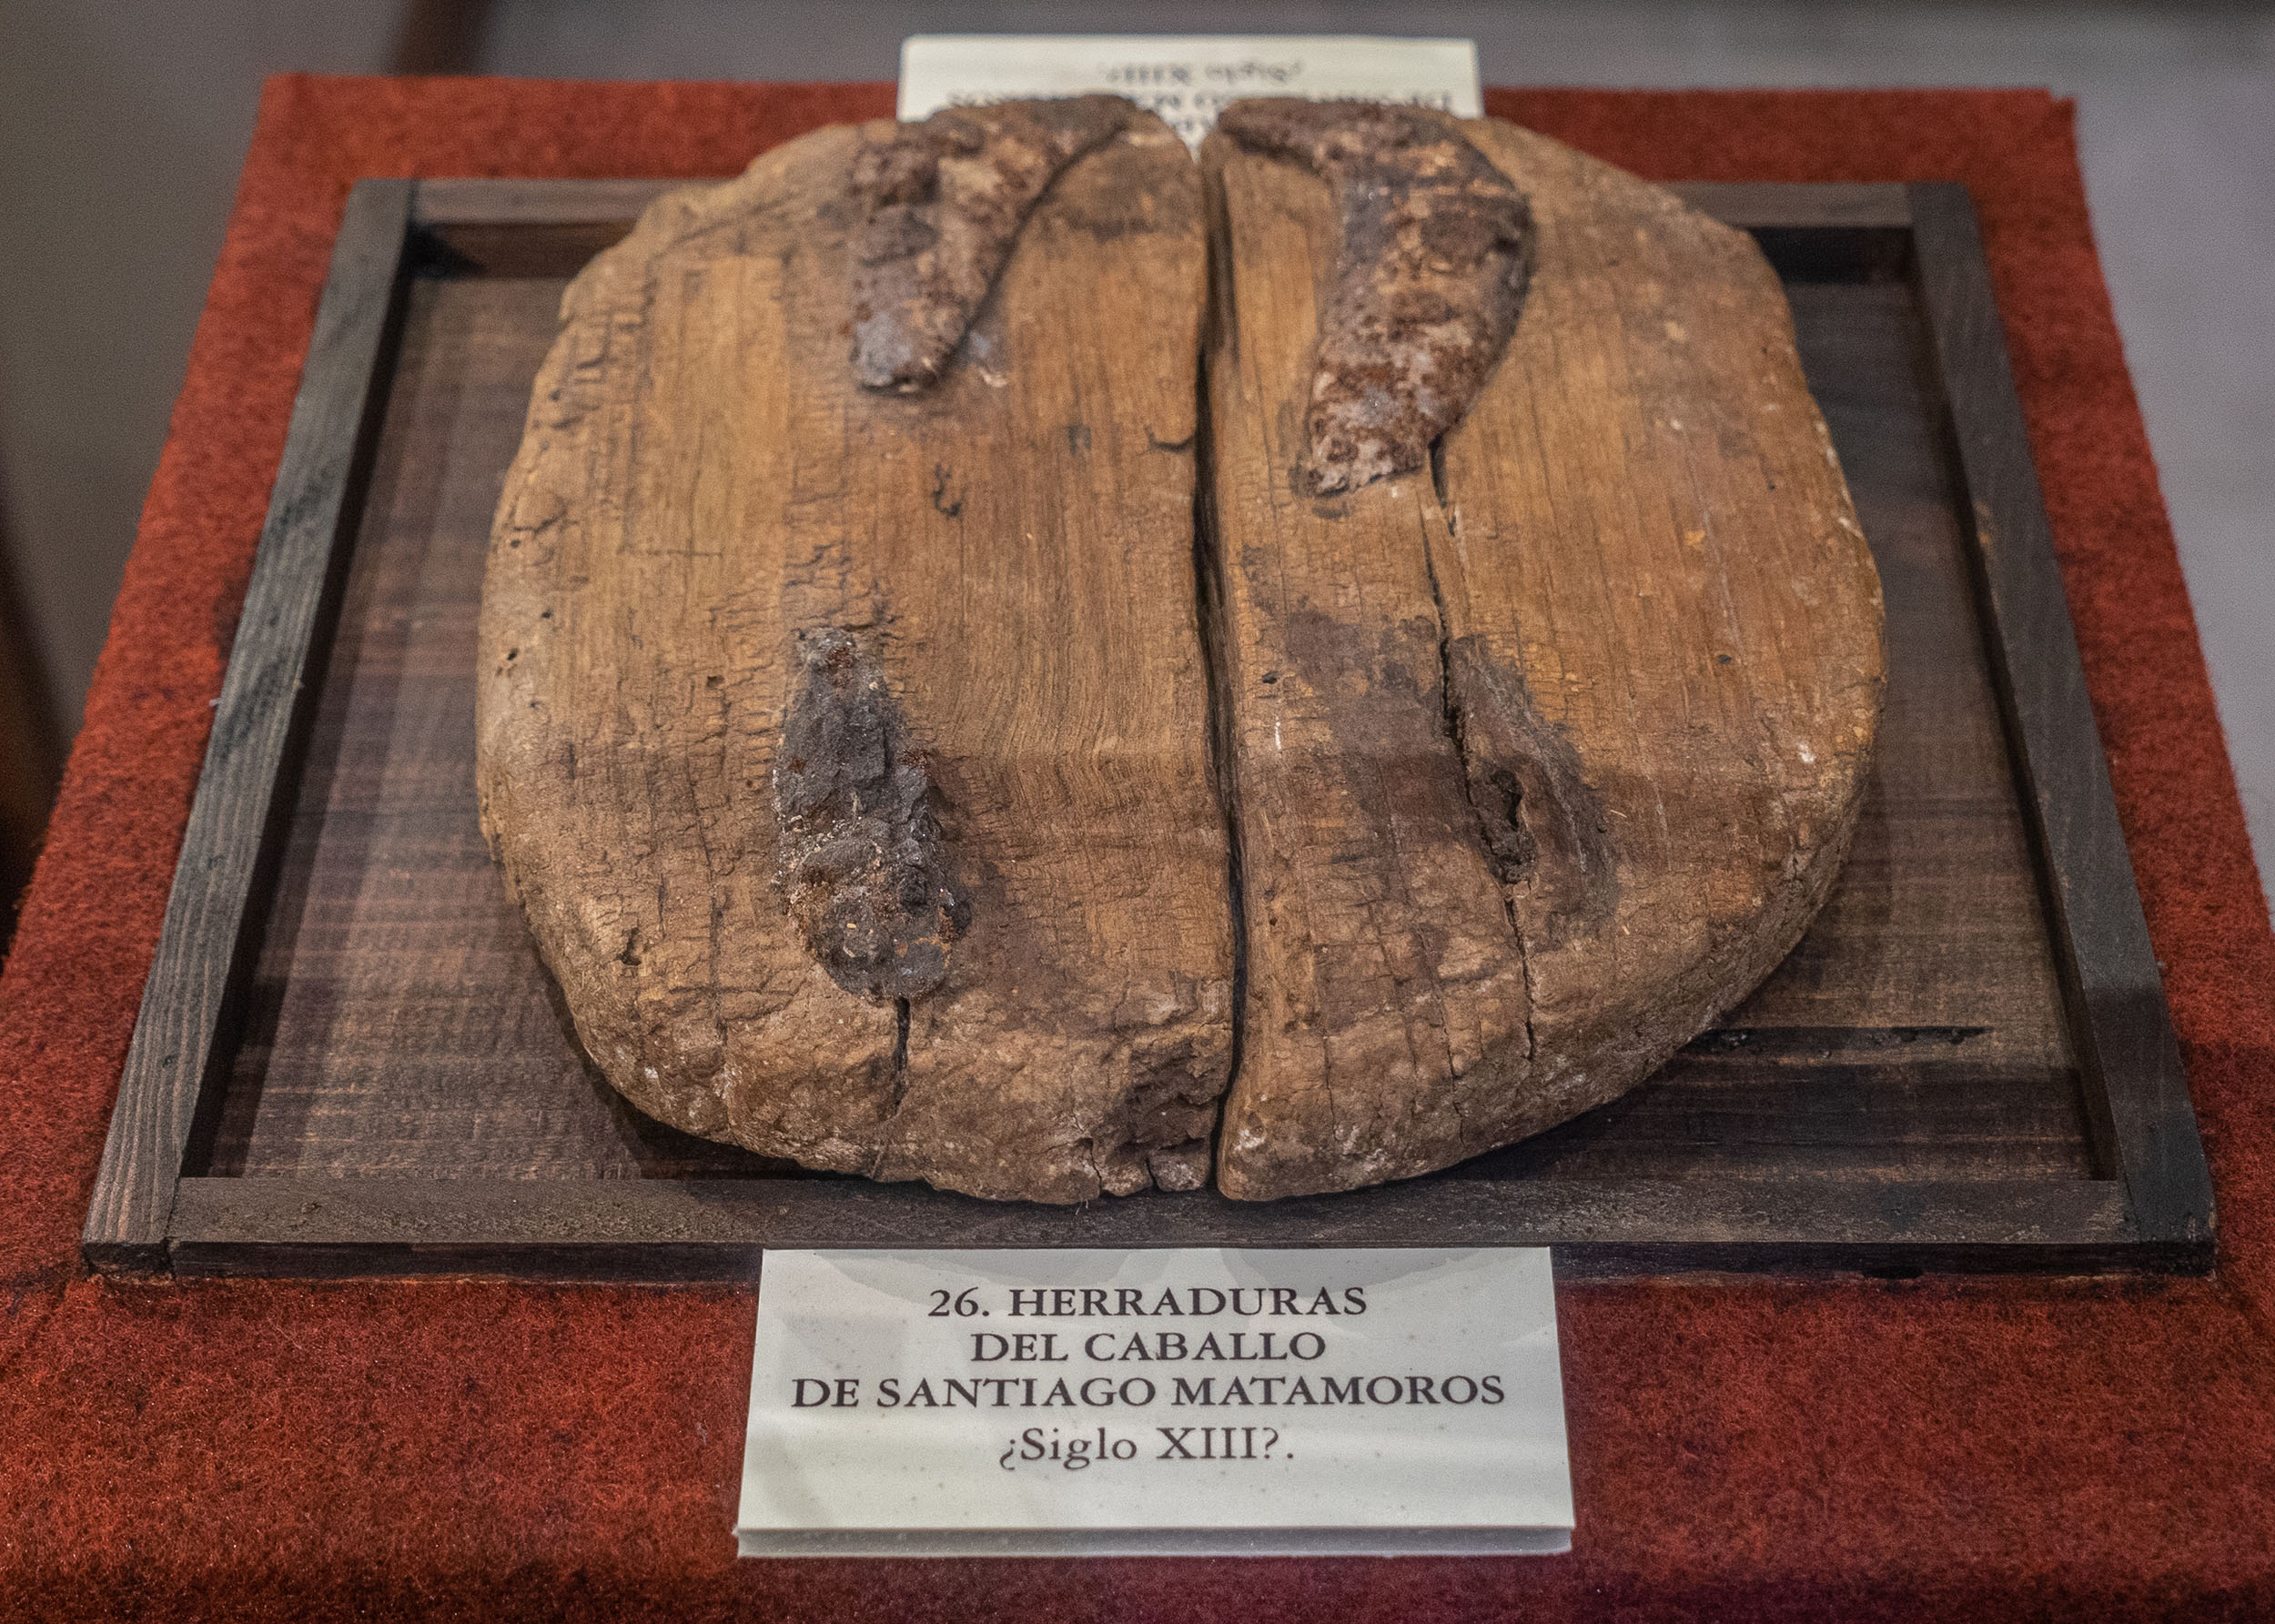 26. HERRADURAS
DEL CABALLO
DE SANTIAGO MATAMOROS
¿Siglo XIII?.